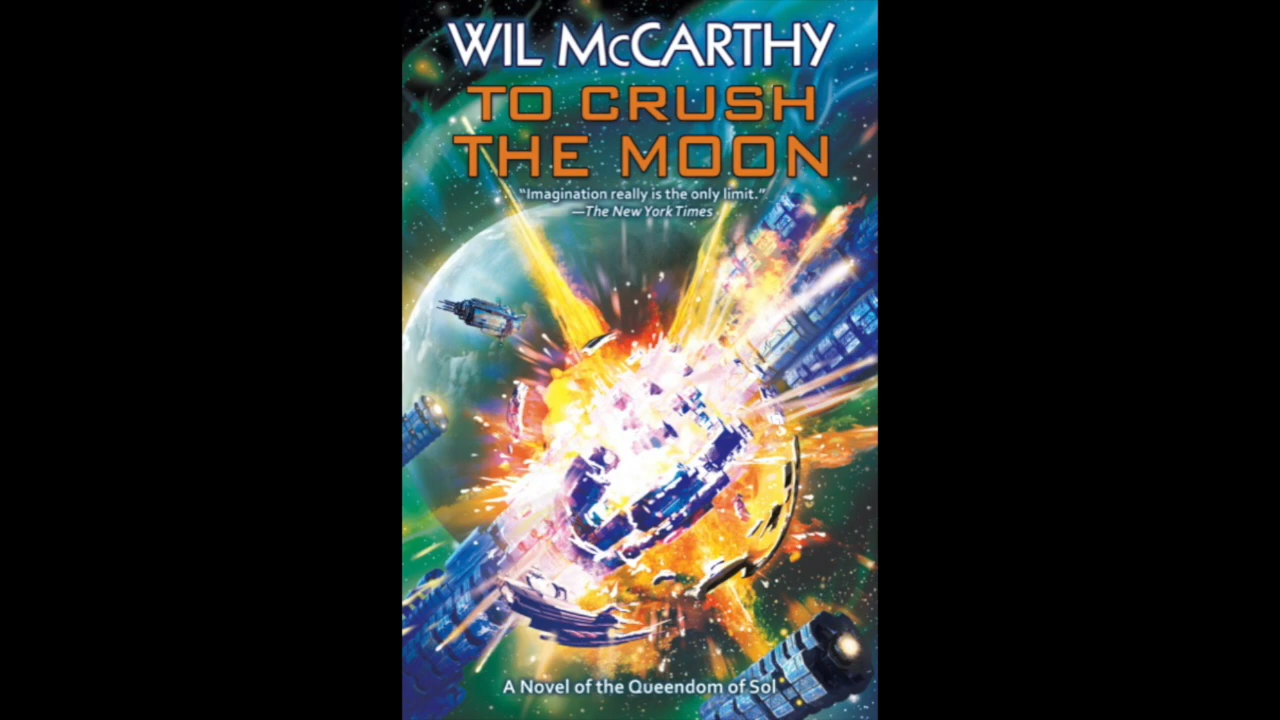 WIL McCARTHY
TO CRUSH
THE MOON
“Imagination really is the only limit.”
—The New York Times
A Novel of the Queendom of Sol